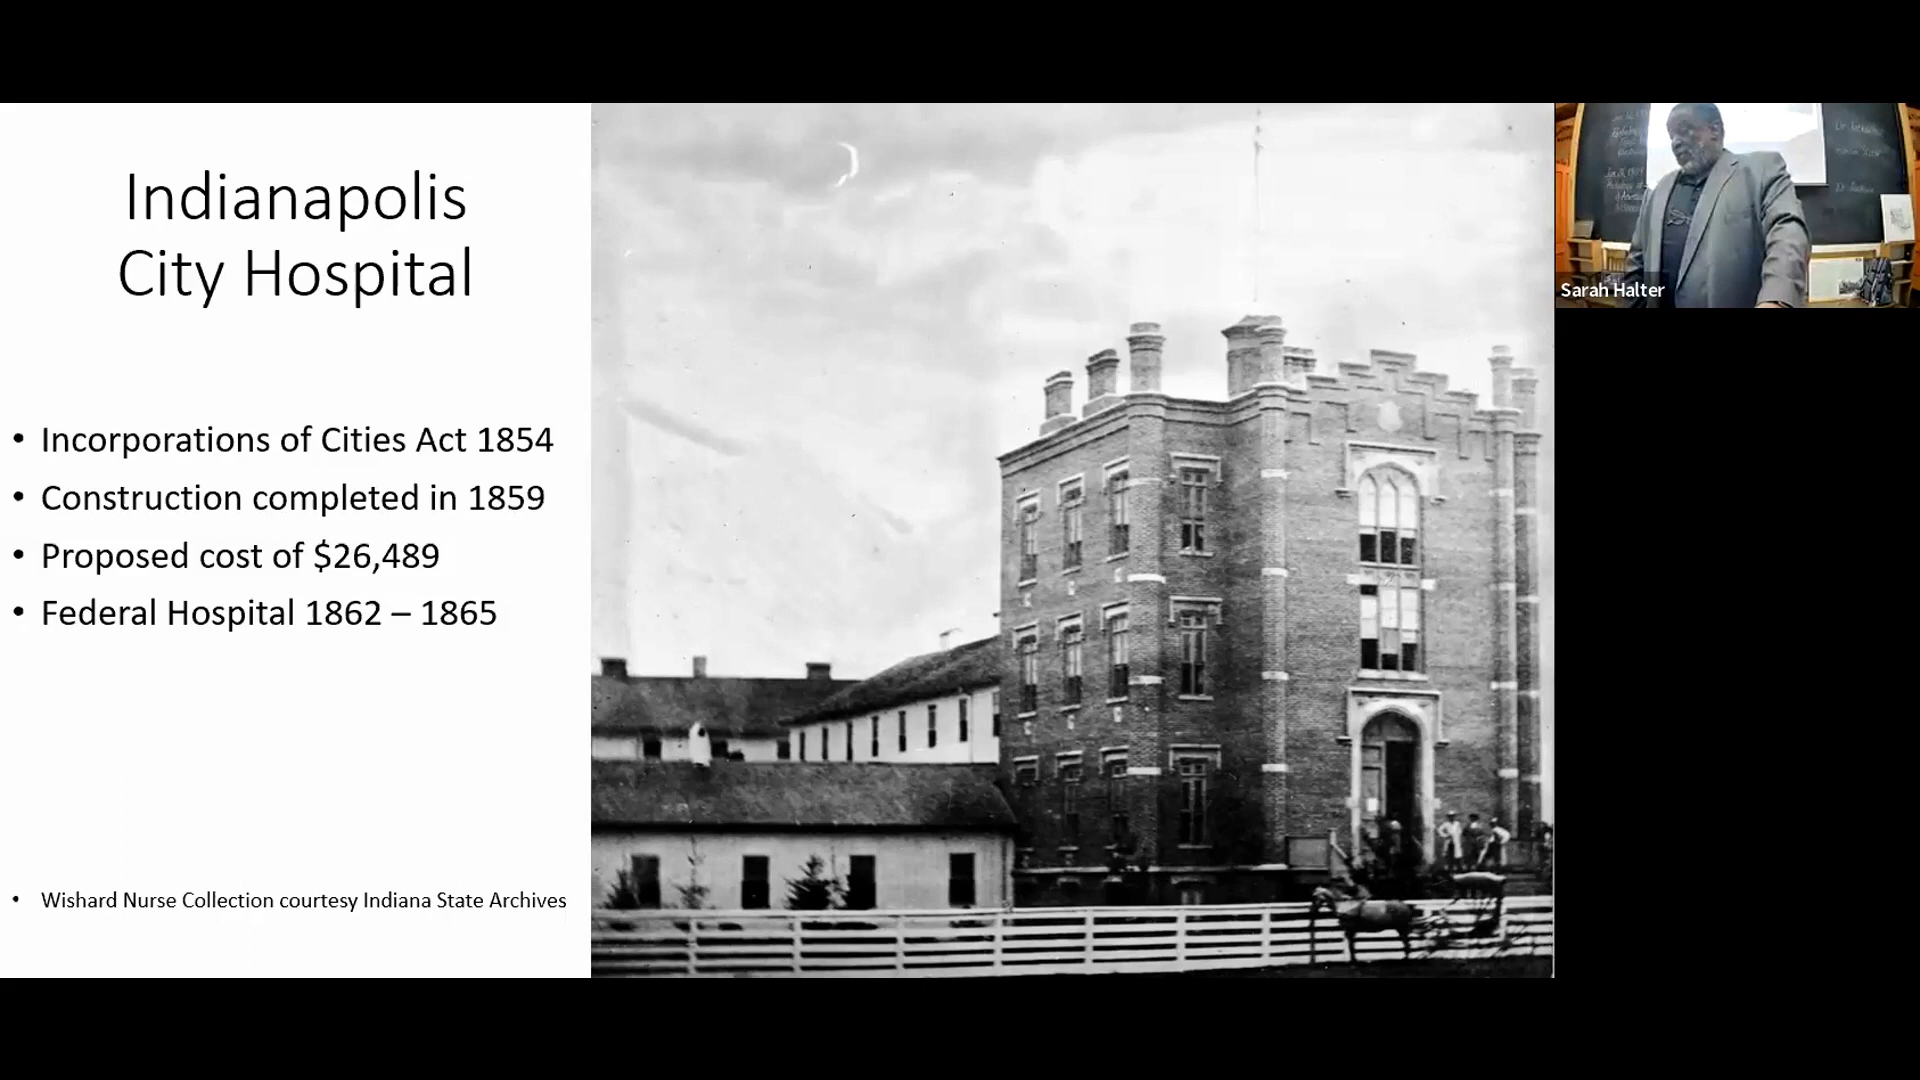 Indianapolis
City Hospital
• Incorporations of Cities Act 1854
• Construction completed in 1859
• Proposed cost of $26,489
• Federal Hospital 1862 – 1865
• Wishard Nurse Collection courtesy Indiana State Archives
Sarah Halter